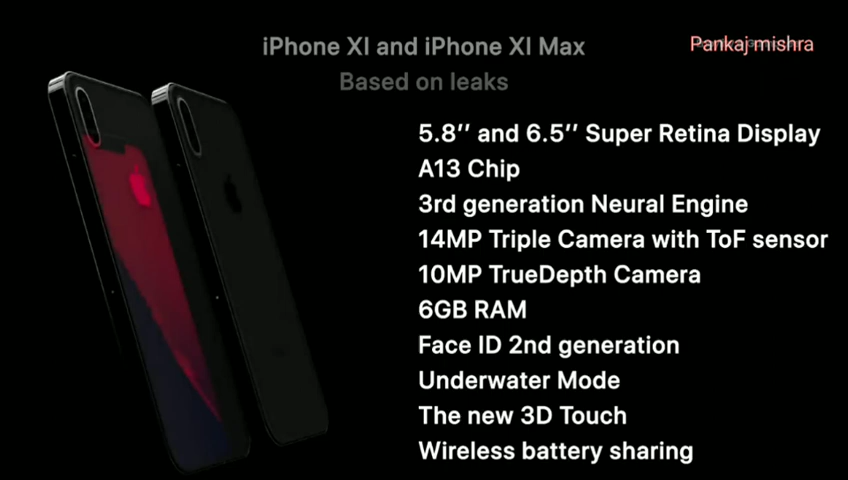 iPhone XI and iPhone XI Max
Pankaj mishra
Based on leaks
5.8″ and 6.5″ Super Retina Display
A13 Chip
3rd generation Neural Engine
14MP Triple Camera with ToF sensor
10MP TrueDepth Camera
6GB RAM
Face ID 2nd generation
Underwater Mode
The new 3D Touch
Wireless battery sharing